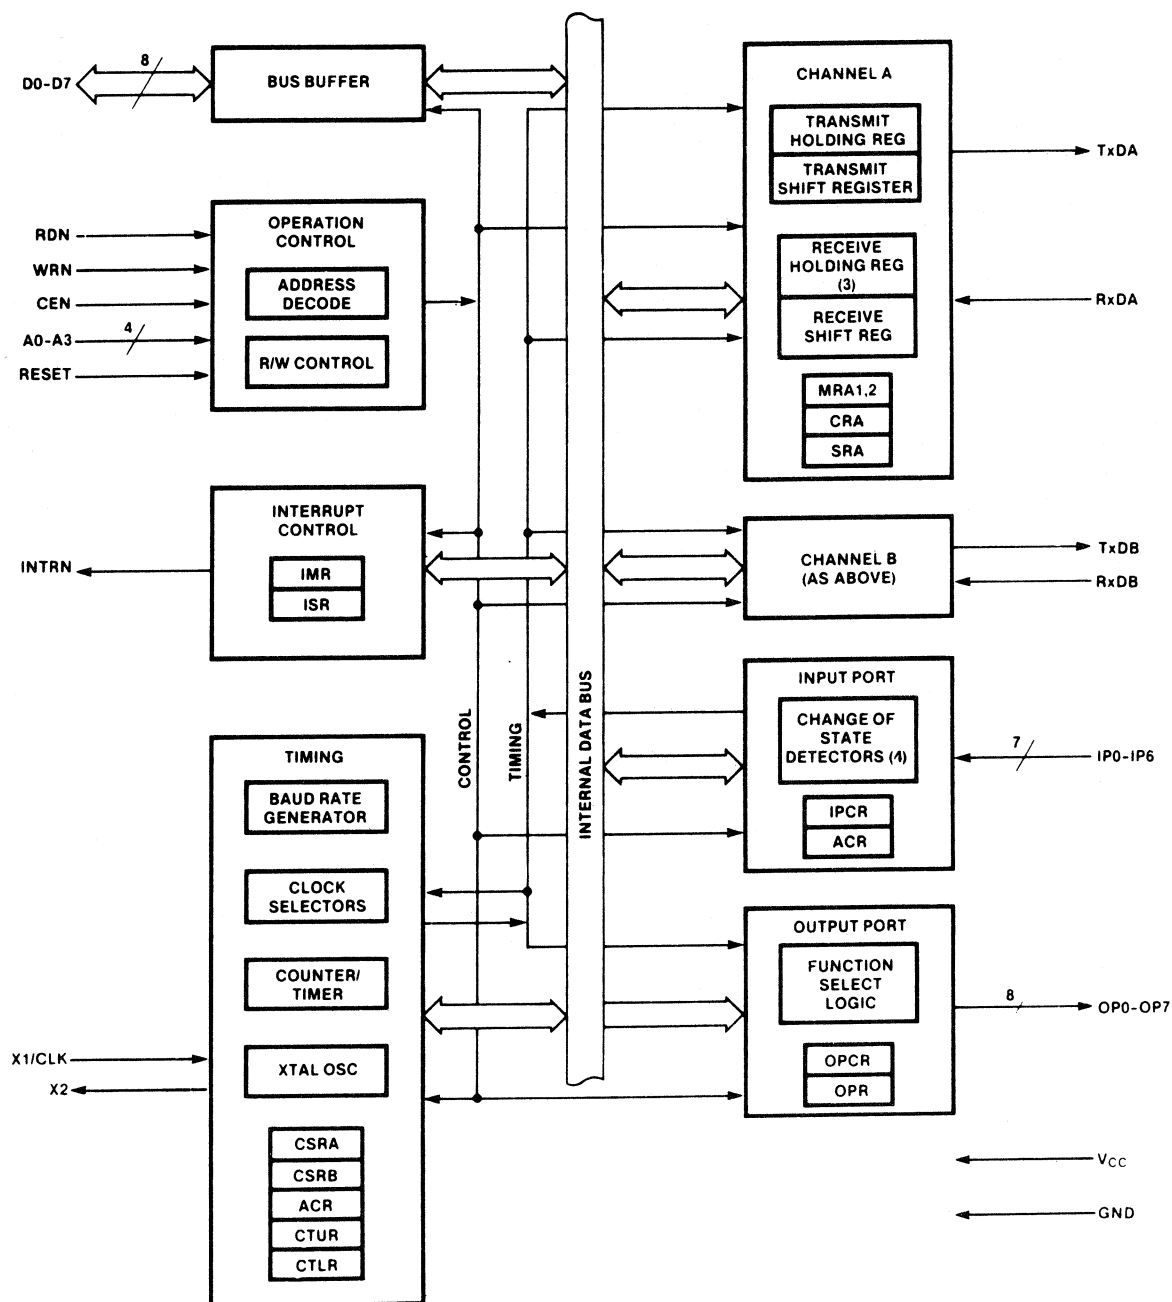 D0-D7
8
BUS BUFFER
RDN
WRN
CEN
A0-A3
4
RESET
OPERATION
CONTROL
ADDRESS
DECODE
R/W CONTROL
INTRN
INTERRUPT
CONTROL
IMR
ISR
TIMING
BAUD RATE
GENERATOR
CLOCK
SELECTORS
COUNTER/
TIMER
XTAL OSC
X1/CLK
X2
CSRA
CSRB
ACR
CTUR
CTLR
CONTROL
TIMING
INTERNAL DATA BUS
CHANNEL A
TRANSMIT
HOLDING REG
TRANSMIT
SHIFT REGISTER
RECEIVE
HOLDING REG
(3)
RECEIVE
SHIFT REG
MRA1,2
CRA
SRA
TxDA
RxDA
CHANNEL B
(AS ABOVE)
TxDB
RxDB
INPUT PORT
CHANGE OF
STATE
DETECTORS (4)
IPCR
ACR
7
IP0-IP6
OUTPUT PORT
FUNCTION
SELECT
LOGIC
OPCR
OPR
8
OP0-OP7
VCC
GND